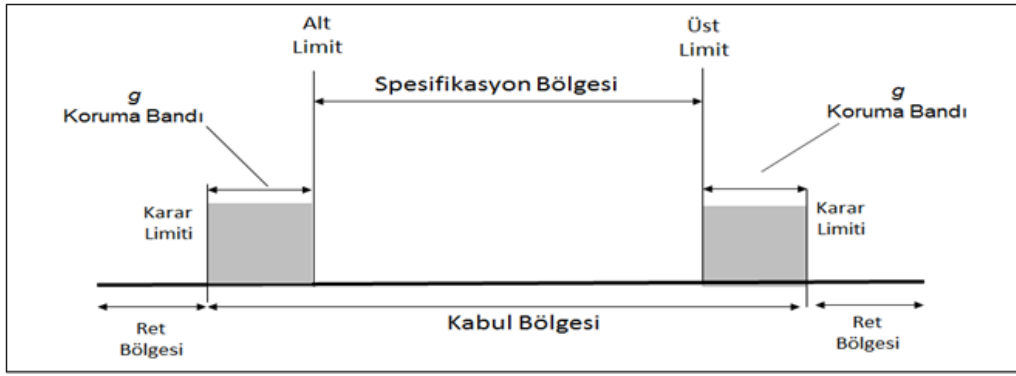 Alt
Limit
Üst
Limit
Spesifikasyon Bölgesi
g
Koruma Bandı
g
Koruma Bandı
Karar
Limiti
Karar
Limiti
Ret
Bölgesi
Kabul Bölgesi
Ret
Bölgesi